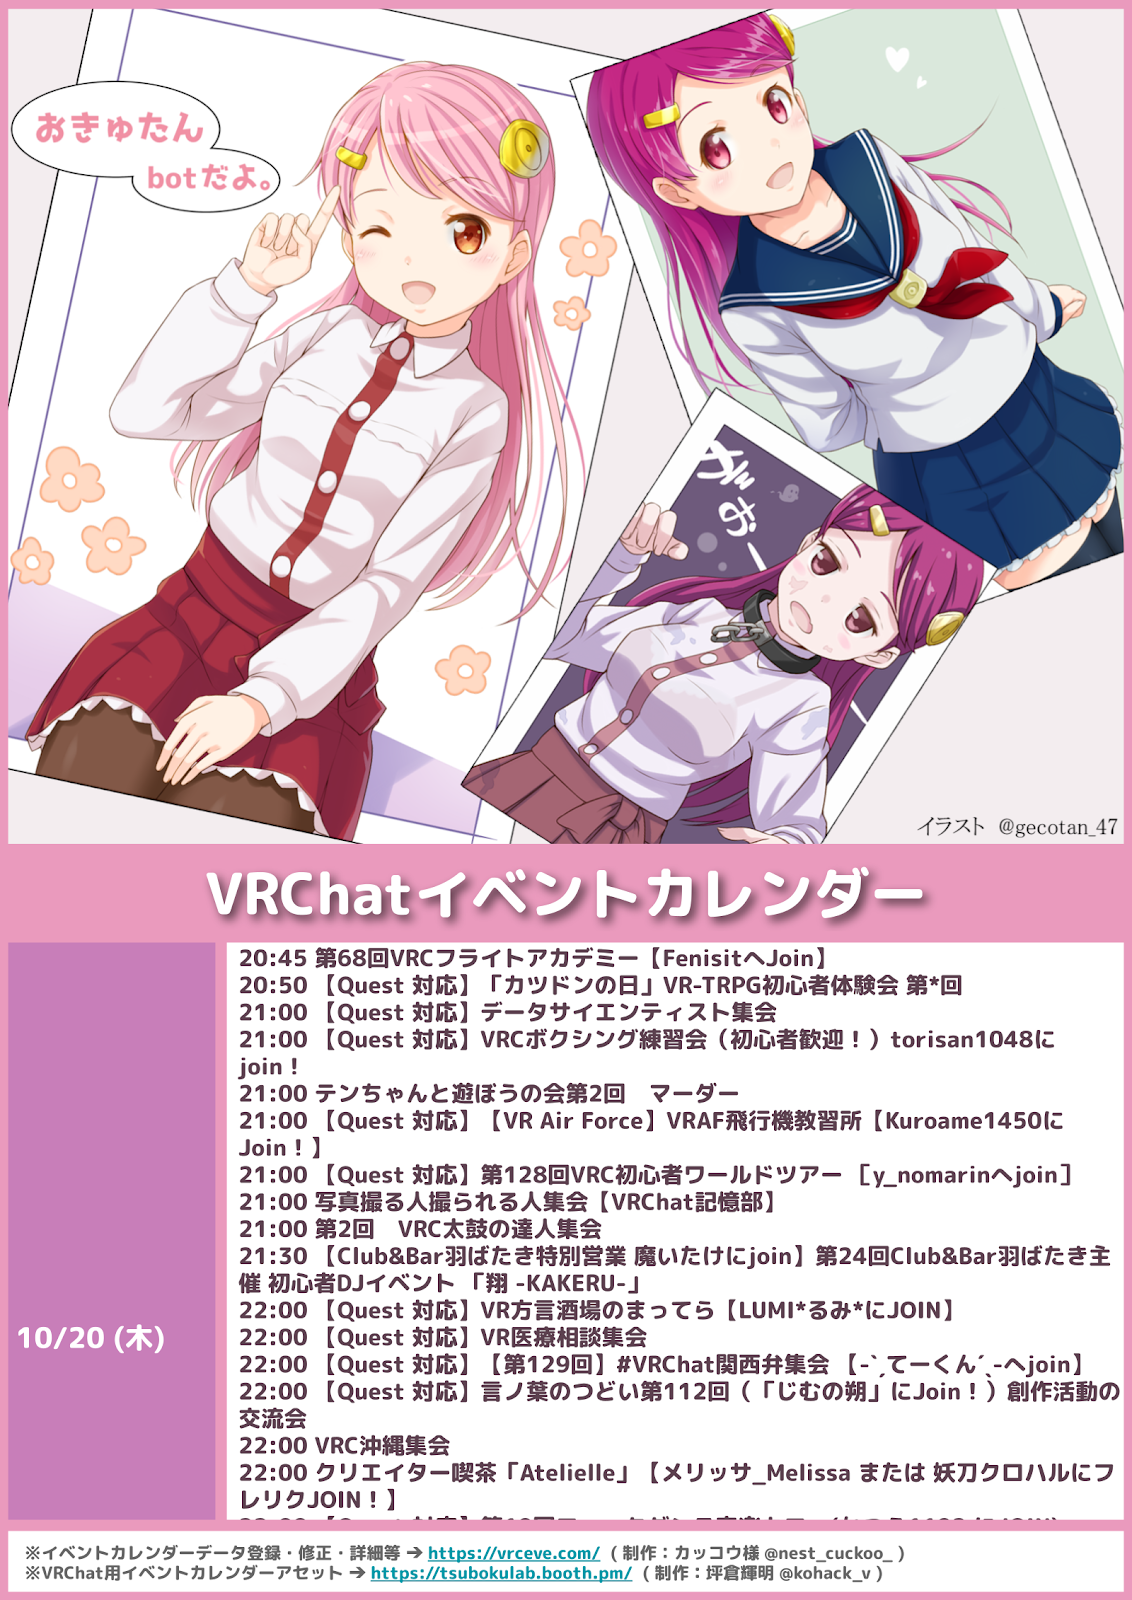 おきゅたん
botだよ。
がおー
イラスト @gecotan_47
VRChatイベントカレンダー
10/20 (木)
20:45 第68回VRCフライトアカデミー【FenisitへJoin】
20:50 【Quest 対応】「カツドンの日」VR-TRPG初心者体験会 第*回
21:00 【Quest 対応】データサイエンティスト集会
21:00 【Quest 対応】VRCボクシング練習会（初心者歓迎！）torisan1048に
join！
21:00 テンちゃんと遊ぼうの会第2回　マーダー
21:00 【Quest 対応】【VR Air Force】VRAF飛行機教習所【Kuroame1450に
Join！】
21:00 【Quest 対応】第128回VRC初心者ワールドツアー ［y_nomarinへjoin］
21:00 写真撮る人撮られる人集会【VRChat記憶部】
21:00 第2回　VRC太鼓の達人集会
21:30 【Club&Bar羽ばたき特別営業 魔いたけにjoin】第24回Club&Bar羽ばたき主
催 初心者DJイベント 「翔 -KAKERU-」
22:00 【Quest 対応】VR方言酒場のまってら【LUMI*るみ*にJOIN】
22:00 【Quest 対応】VR医療相談集会
22:00 【Quest 対応】【第129回】#VRChat関西弁集会 【-ˋˏてーくんˊˎ-へjoin】
22:00 【Quest 対応】言ノ葉のつどい第112回（「じむの朔」にJoin！）創作活動の
交流会
22:00 VRC沖縄集会
22:00 クリエイター喫茶「Atelielle」【メリッサ_Melissa または 妖刀クロハルにフ
レリクJOIN！】
※イベントカレンダーデータ登録・修正・詳細等 ➔ https://vrceve.com/ （制作：カッコウ様 @nest_cuckoo_ ）
※VRChat用イベントカレンダーアセット ➔ https://tsubokulab.booth.pm/ （制作：坪倉輝明 @kohack_v ）